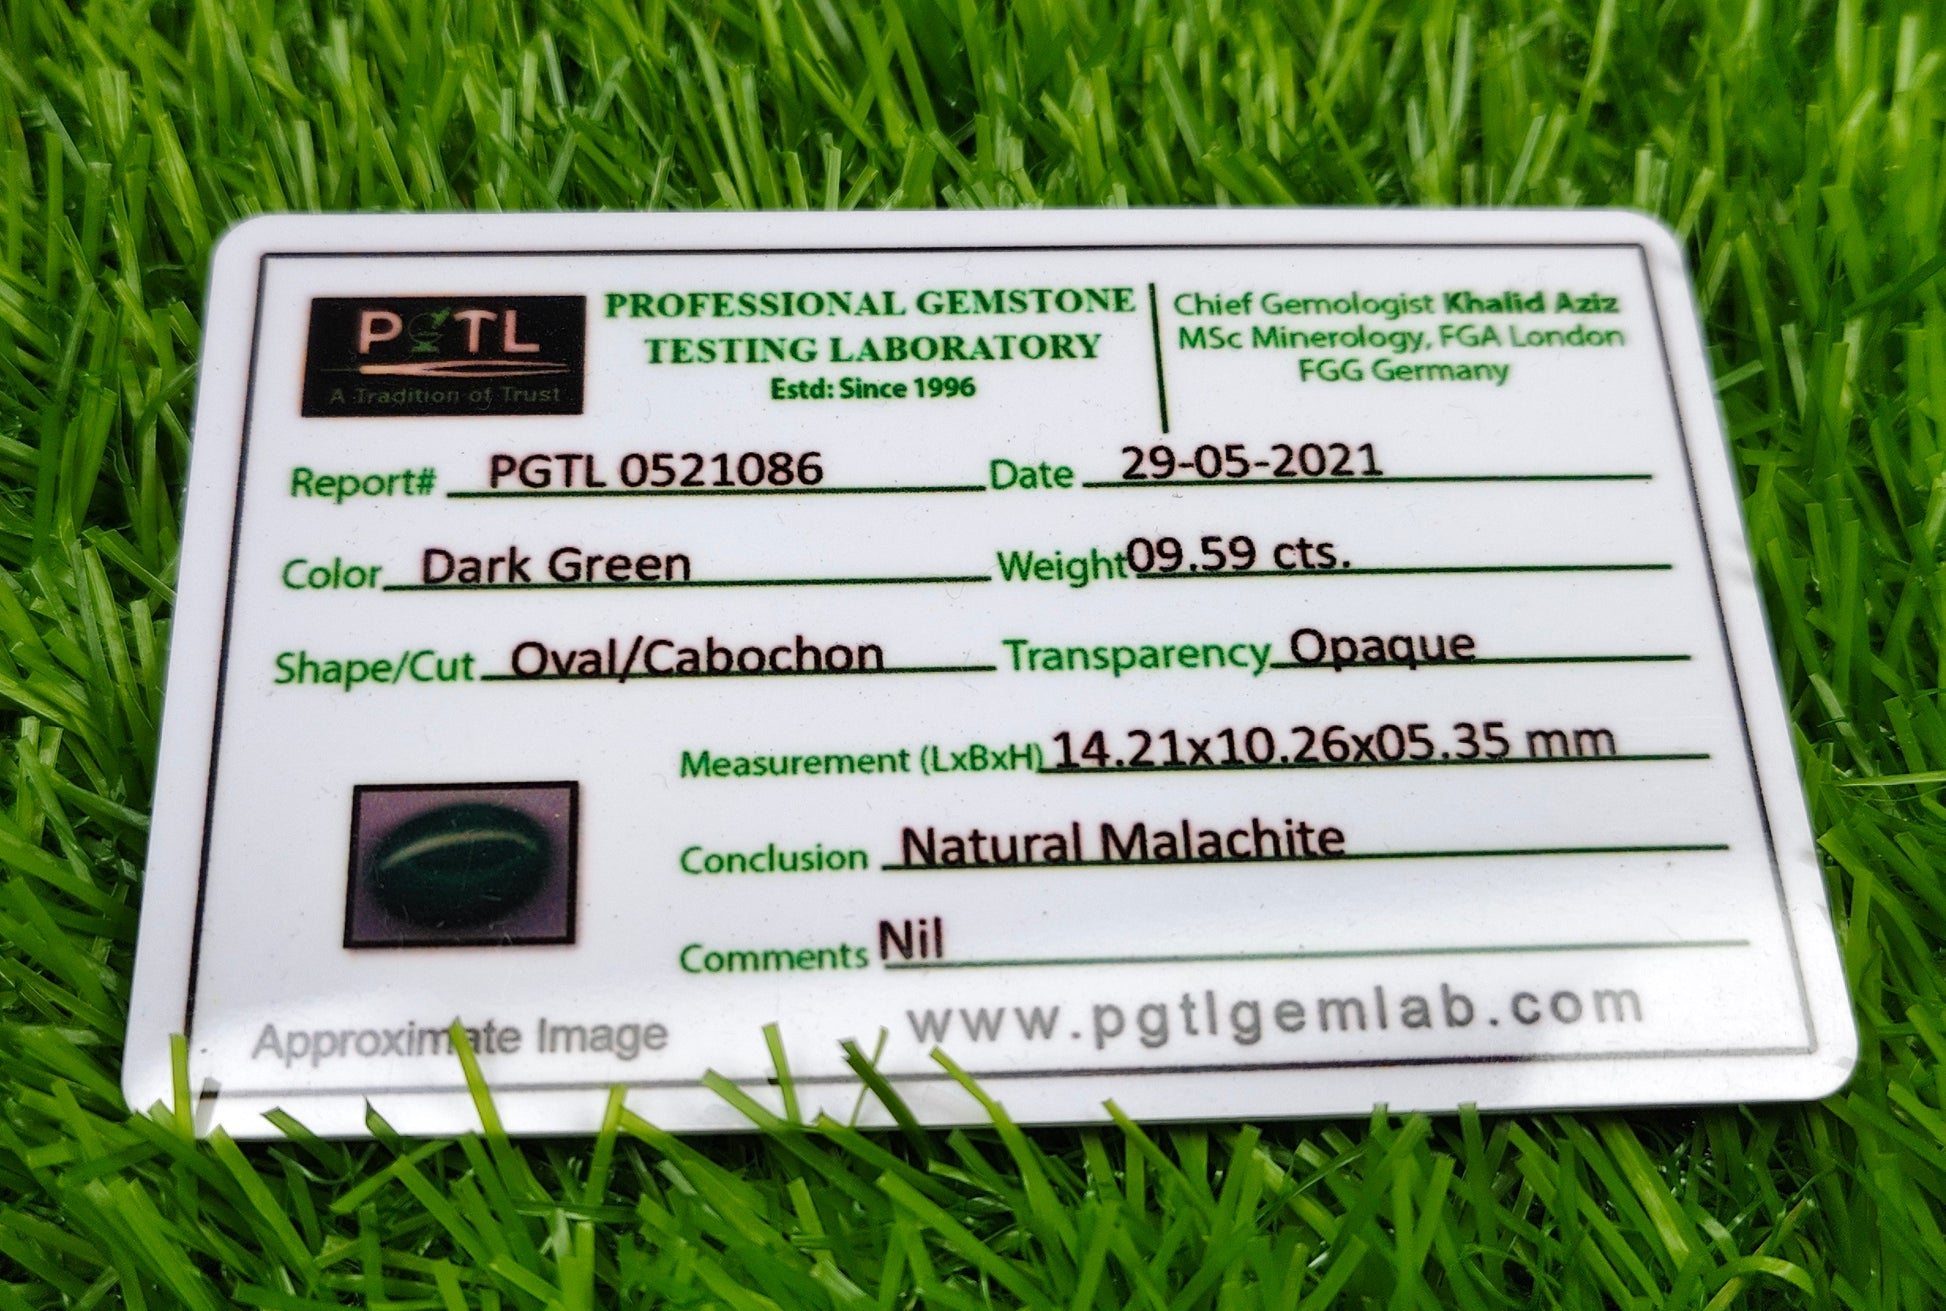 PGTL
A Tradition of Trust
PROFESSIONAL GEMSTONE
TESTING LABORATORY
Estd: Since 1996
Chief Gemologist Khalid Aziz
MSc Minerology, FGA London
FGG Germany
Report# PGTL 0521086 Date 29-05-2021
Color Dark Green Weight 09.59 cts.
Shape/Cut Oval/Cabochon Transparency Opaque
Measurement (LxBxH) 14.21x10.26x05.35 mm
Conclusion Natural Malachite
Comments Nil
Approximate Image
www.pgtlgemlab.com